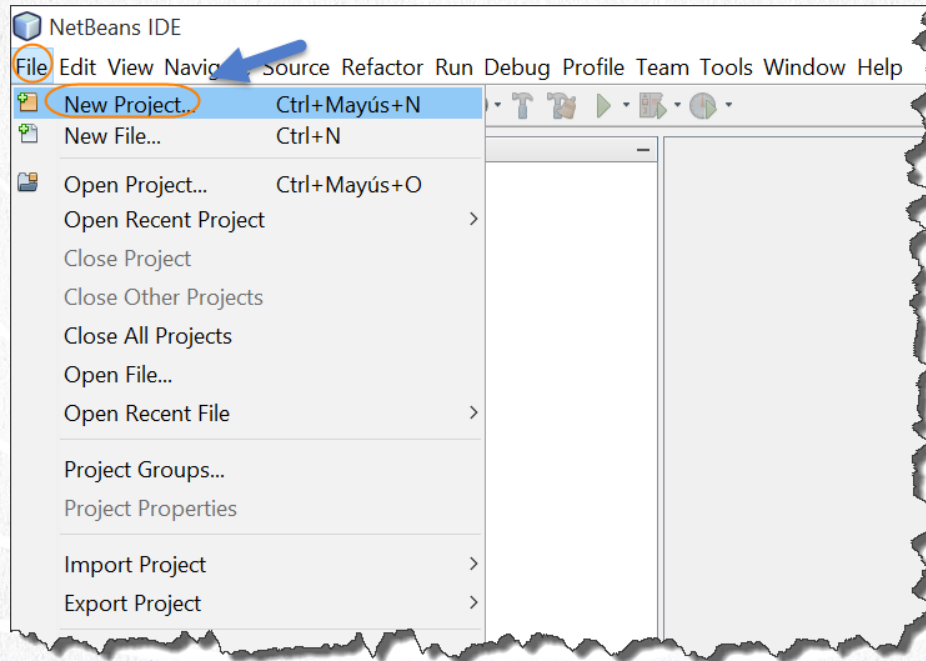 NetBeans IDE
File Edit View Source Refactor Run Debug Profile Team Tools Window Help
New Project... Ctrl+Mayús+N
New File... Ctrl+N
Open Project... Ctrl+Mayús+O
Open Recent Project
Close Project
Close Other Projects
Close All Projects
Open File...
Open Recent File
Project Groups...
Project Properties
Import Project
Export Project